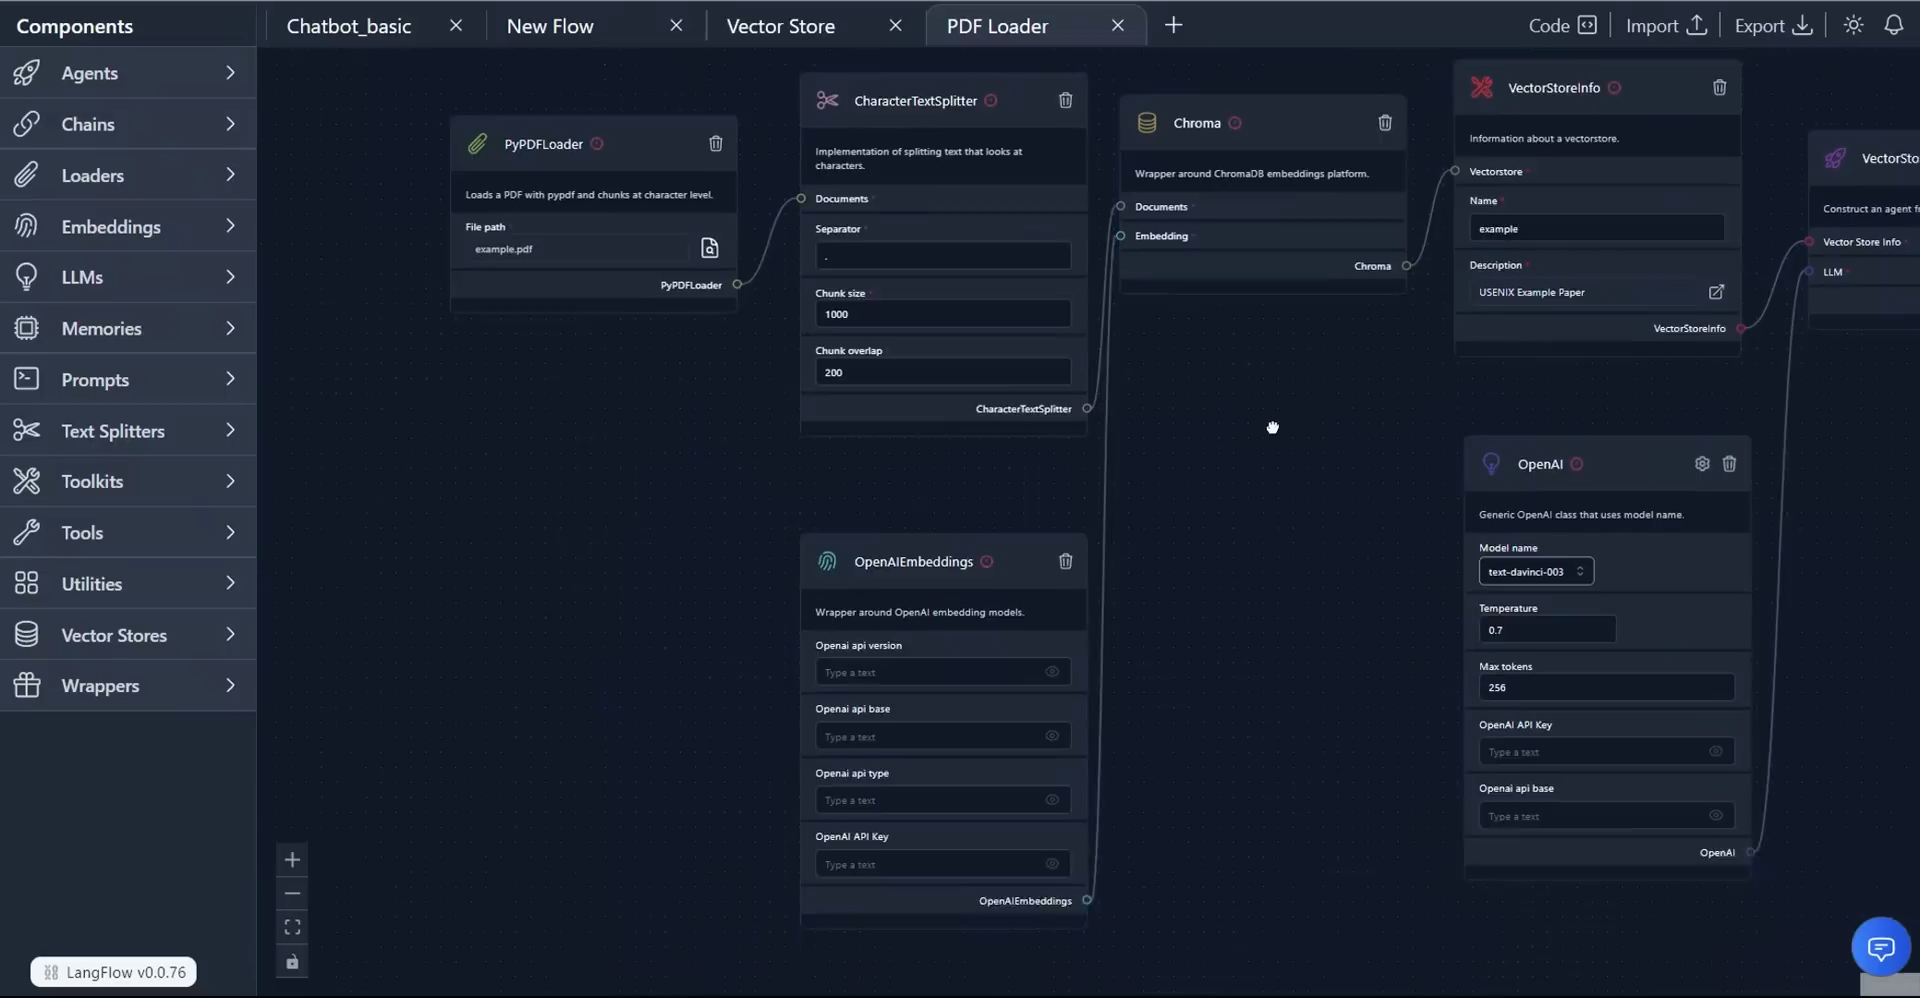 Components
Chatbot_basic
New Flow
Vector Store
PDF Loader
Code
Import
Export
Agents
Chains
Loaders
Embeddings
LLMs
Memories
Prompts
Text Splitters
Toolkits
Tools
Utilities
Vector Stores
Wrappers
LangFlow v0.0.76
PyPDFLoader
Loads a PDF with pypdf and chunks at character level.
File path
example.pdf
PyPDFLoader
CharacterTextSplitter
Implementation of splitting text that looks at
characters.
Documents *
Separator *
.
Chunk size *
1000
Chunk overlap
200
CharacterTextSplitter
OpenAIEmbeddings
Wrapper around OpenAI embedding models.
Openai api version
Type a text
Openai api base
Type a text
Openai api type
Type a text
OpenAI API Key
Type a text
OpenAIEmbeddings
Chroma
Wrapper around ChromaDB embeddings platform.
Documents *
Embedding *
Chroma
VectorStoreInfo
Information about a vectorstore.
Vectorstore *
Name *
example
Description *
USENIX Example Paper
VectorStoreInfo
OpenAI
Generic OpenAI class that uses model name.
Model name
text-davinci-003
Temperature
0.7
Max tokens
256
OpenAI API Key
Type a text
Openai api base
Type a text
OpenAI
VectorSto
Construct an agent f
Vector Store Info *
LLM *